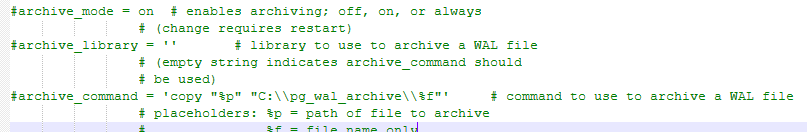 #archive_mode = on  # enables archiving; off, on, or always
# (change requires restart)
#archive_library = ''       # library to use to archive a WAL file
# (empty string indicates archive_command should
# be used)
#archive_command = 'copy "%p" "C:\\pg_wal_archive\\%f"'     # command to use to archive a WAL file
# placeholders: %p = path of file to archive
#               %f = file name only